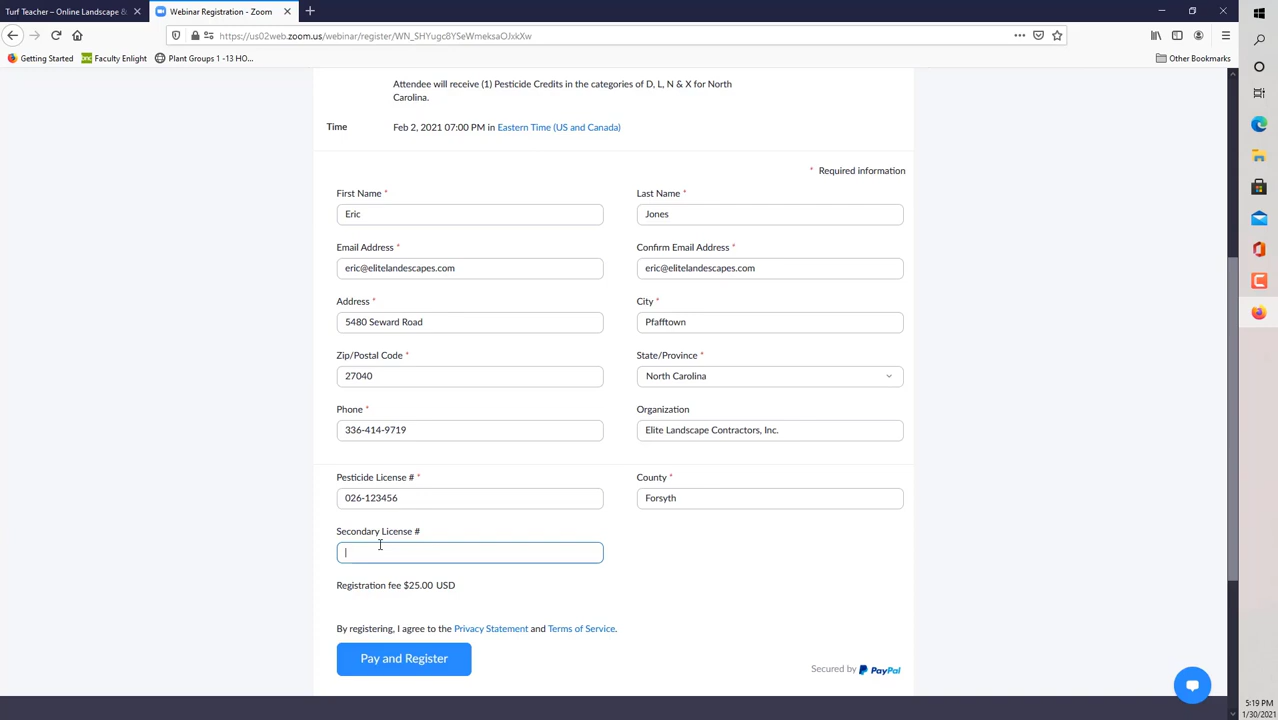 Turf Teacher – Online Landscape &
Webinar Registration - Zoom
https://us02web.zoom.us/webinar/register/WN_SHYugc8YSeWmeksaOJxkXw
Getting Started
Faculty Enlight
Plant Groups 1 -13 HO...
Other Bookmarks
Attendee will receive (1) Pesticide Credits in the categories of D, L, N & X for North
Carolina.
Time
Feb 2, 2021 07:00 PM in Eastern Time (US and Canada)
* Required information
First Name *
Last Name *
Eric
Jones
Email Address *
Confirm Email Address *
eric@elitelandescapes.com
eric@elitelandescapes.com
Address *
City *
5480 Seward Road
Pfafftown
Zip/Postal Code *
State/Province *
27040
North Carolina
Phone *
Organization
336-414-9719
Elite Landscape Contractors, Inc.
Pesticide License # *
County *
026-123456
Forsyth
Secondary License #
Registration fee $25.00 USD
By registering, I agree to the Privacy Statement and Terms of Service.
Pay and Register
Secured by PayPal
5:19 PM
1/30/2021